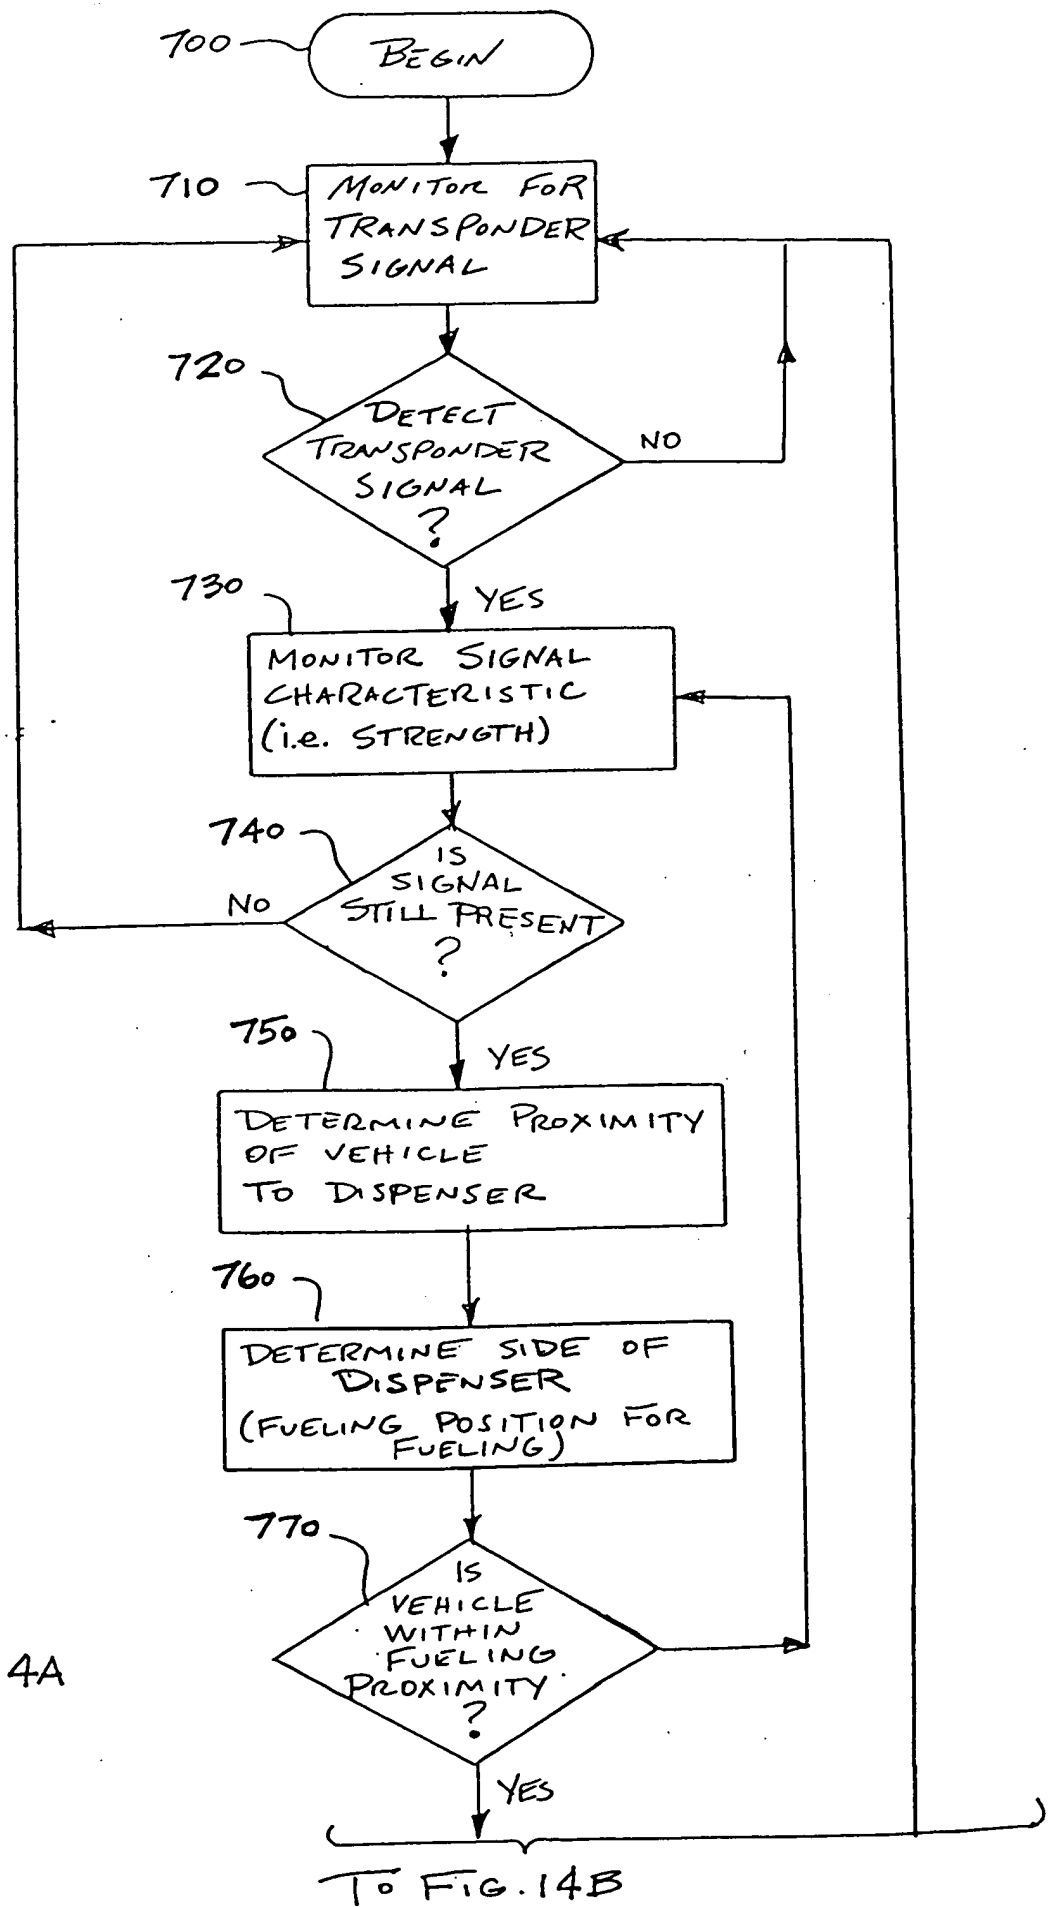 700
BEGIN
710
MONITOR FOR
TRANSPONDER
SIGNAL
720
DETECT
TRANSPONDER
SIGNAL
?
NO
YES
730
MONITOR SIGNAL
CHARACTERISTIC
(i.e. STRENGTH)
740
IS
SIGNAL
STILL PRESENT
?
NO
YES
750
DETERMINE PROXIMITY
OF VEHICLE
TO DISPENSER
760
DETERMINE SIDE OF
DISPENSER
(FUELING POSITION FOR
FUELING)
770
IS
VEHICLE
WITHIN
FUELING
PROXIMITY
?
4A
YES
TO FIG. 14B